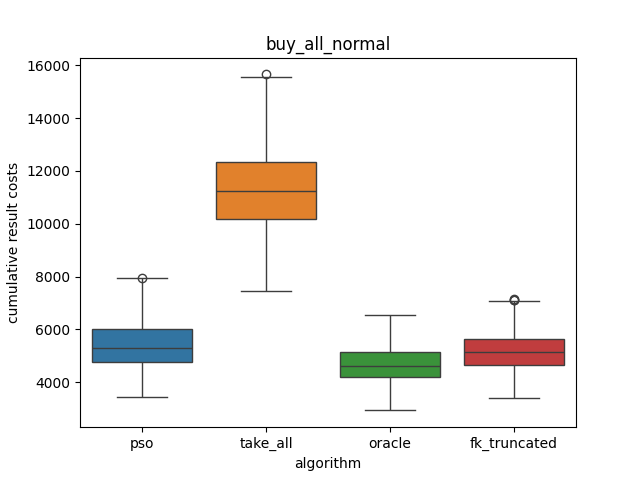 buy_all_normal
cumulative result costs
16000
14000
12000
10000
8000
6000
4000
pso take_all oracle fk_truncated
algorithm